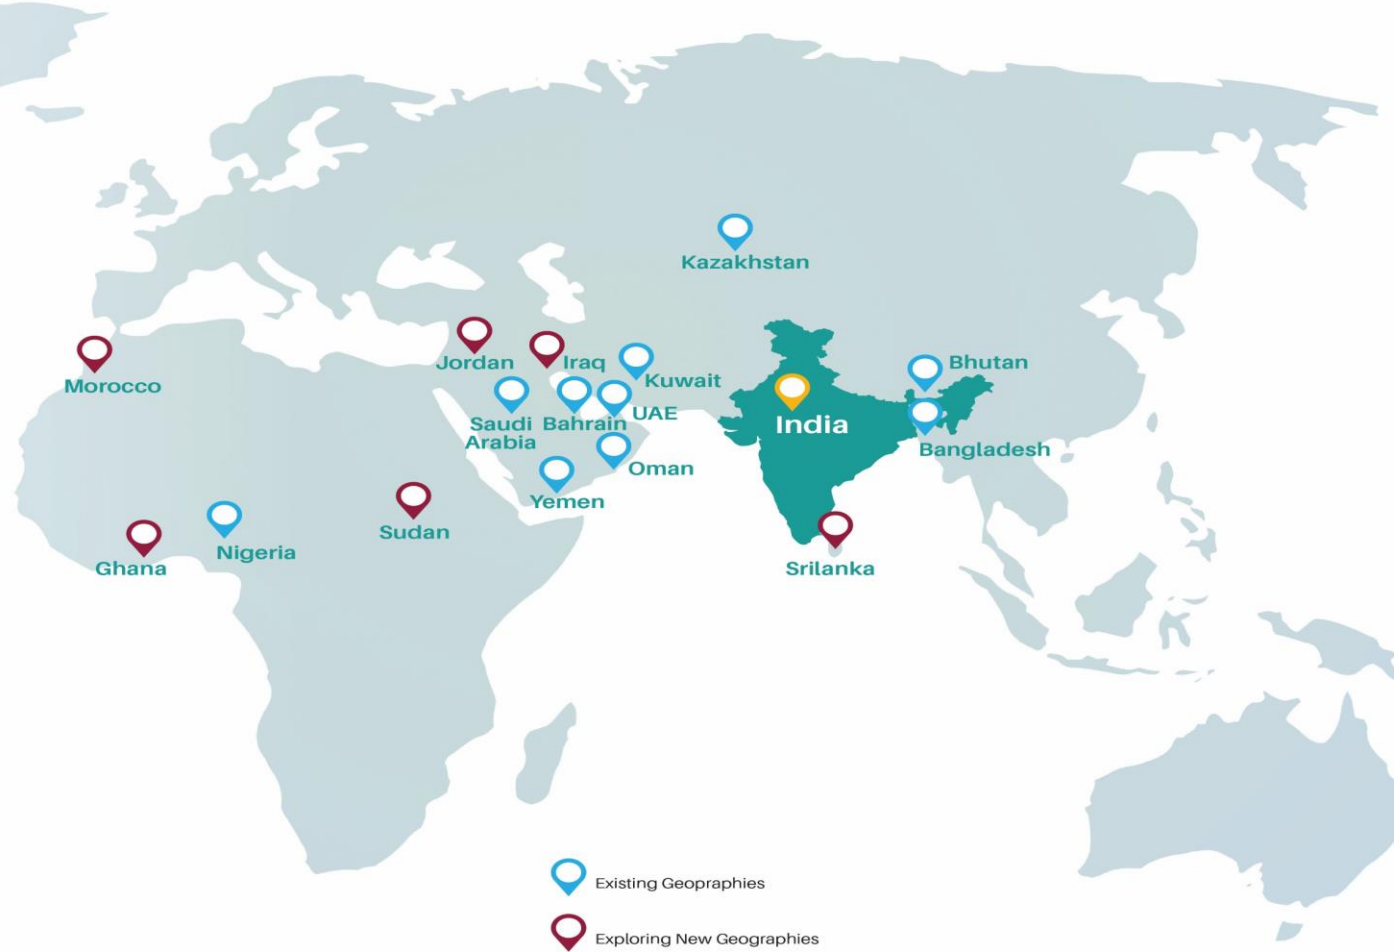 Kazakhstan
Jordan
Iraq
Bhutan
Kuwait
Morocco
UAE
Saudi
Arabia
Bahrain
India
Bangladesh
Oman
Yemen
Sudan
Nigeria
Ghana
Srilanka
Existing Geopraphies
Exploring New Geographies